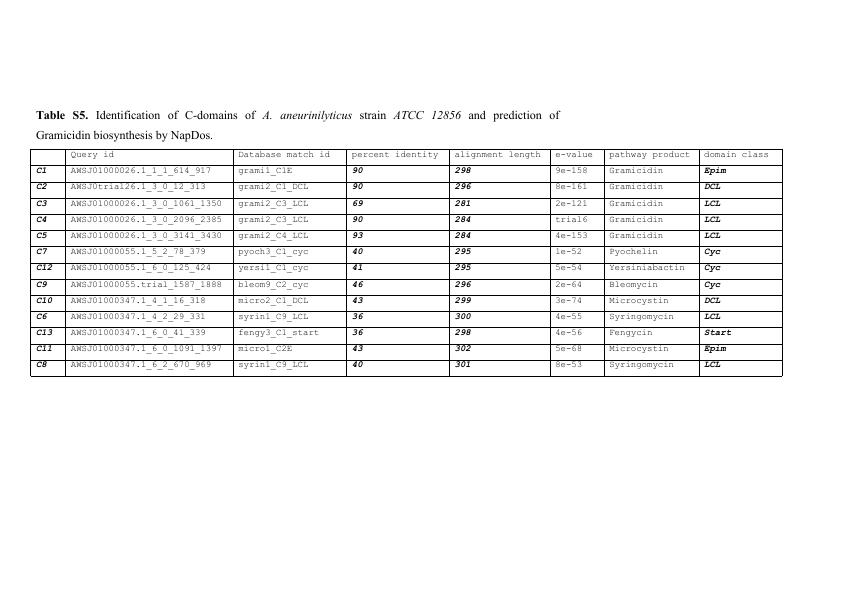 Table S5. Identification of C-domains of A. aneurinilyticus strain ATCC 12856 and prediction of
Gramicidin biosynthesis by NapDos.
Query id Database match id percent identity alignment length e-value pathway product domain class
C1 AWSJ01000026.1_1_1_614_917 grami1_C1E 90 298 9e-158 Gramicidin Epim
C2 AWSJ0trial26.1_3_0_12_313 grami2_C1_DCL 90 296 8e-161 Gramicidin DCL
C3 AWSJ01000026.1_3_0_1061_1350 grami2_C3_LCL 69 281 2e-121 Gramicidin LCL
C4 AWSJ01000026.1_3_0_2096_2385 grami2_C3_LCL 90 284 trial6 Gramicidin LCL
C5 AWSJ01000026.1_3_0_3141_3430 grami2_C4_LCL 93 284 4e-153 Gramicidin LCL
C7 AWSJ01000055.1_5_2_78_379 pyoch3_C1_cyc 40 295 1e-52 Pyochelin Cyc
C12 AWSJ01000055.1_6_0_125_424 yersi1_C1_cyc 41 295 5e-54 Yersiniabactin Cyc
C9 AWSJ01000055.trial_1587_1888 bleom9_C2_cyc 46 296 2e-64 Bleomycin Cyc
C10 AWSJ01000347.1_4_1_16_318 micro2_C1_DCL 43 299 3e-74 Microcystin DCL
C6 AWSJ01000347.1_4_2_29_331 syrin1_C9_LCL 36 300 4e-55 Syringomycin LCL
C13 AWSJ01000347.1_6_0_41_339 fengy3_C1_start 36 298 4e-56 Fengycin Start
C11 AWSJ01000347.1_6_0_1091_1397 micro1_C2E 43 302 5e-68 Microcystin Epim
C8 AWSJ01000347.1_6_2_670_969 syrin1_C9_LCL 40 301 8e-53 Syringomycin LCL